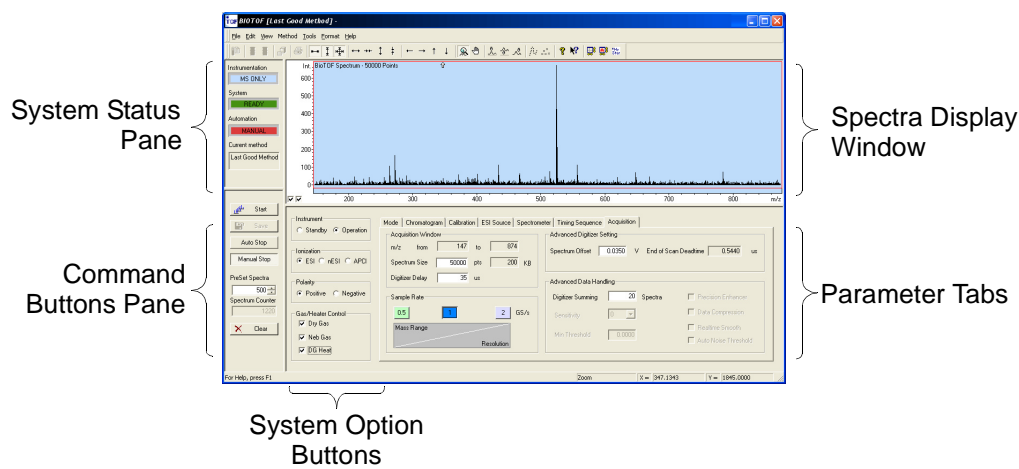 BIOTOF [Last Good Method] -
File Edit View Method Tools Format Help
Instrumentation
MS ONLY
System
READY
Automation
MANUAL
Current method
Last Good Method
Int. BioTOF Spectrum - 50000 Points
600
500
400
300
200
100
0
200 300 400 500 600 700 800 m/z
System Status
Pane
Spectra Display
Window
Start
Save
Auto Stop
Manual Stop
PreSet Spectra
500
Spectrum Counter
1220
Clear
Command
Buttons Pane
Instrument
Standby Operation
Ionization
ESI nESI APCI
Polarity
Positive Negative
Gas/Heater Control
Dry Gas
Neb Gas
DG Heat
Mode Chromatogram Calibration ESI Source Spectrometer Timing Sequence Acquisition
Acquisition Window
m/z from 147 to 874
Spectrum Size 50000 pts 200 KB
Digitizer Delay 35 us
Sample Rate
0.5 1 2 GS/s
Mass Range
Resolution
Advanced Digitizer Setting
Spectrum Offset 0.0350 V End of Scan Deadtime 0.5440 us
Advanced Data Handling
Digitizer Summing 20 Spectra
Precision Enhancer
Sensitivity 0
Data Compression
Realtime Smooth
Min Threshold 0.0000
Auto Noise Threshold
Parameter Tabs
For Help, press F1 Zoom X = 347.1343 Y = 1845.0000
System Option
Buttons